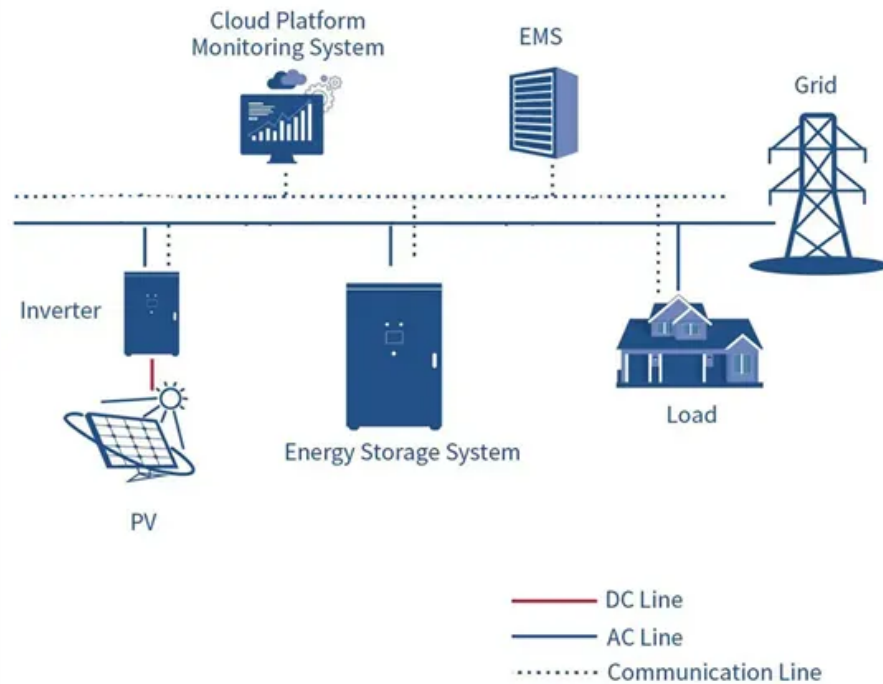 Cloud Platform
Monitoring System
EMS
Grid
Inverter
Energy Storage System
Load
PV
DC Line
AC Line
Communication Line